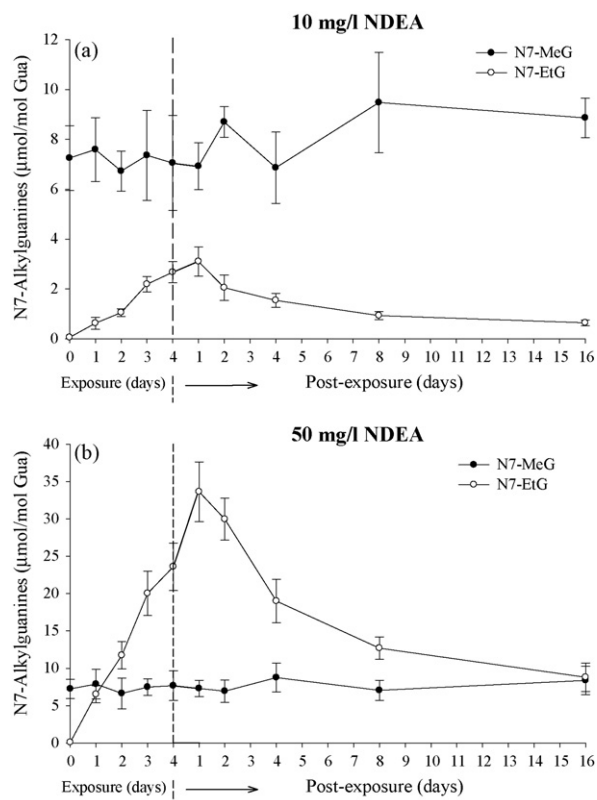 10 mg/l NDEA
(a)
N7-MeG
N7-EtG
N7-Alkylguanines (μmol/mol Gua)
12
10
8
6
4
2
0
0 1 2 3 4 1 2 3 4 5 6 7 8 9 10 11 12 13 14 15 16
Exposure (days) Post-exposure (days)
50 mg/l NDEA
(b)
N7-MeG
N7-EtG
N7-Alkylguanines (μmol/mol Gua)
40
35
30
25
20
15
10
5
0
0 1 2 3 4 1 2 3 4 5 6 7 8 9 10 11 12 13 14 15 16
Exposure (days) Post-exposure (days)